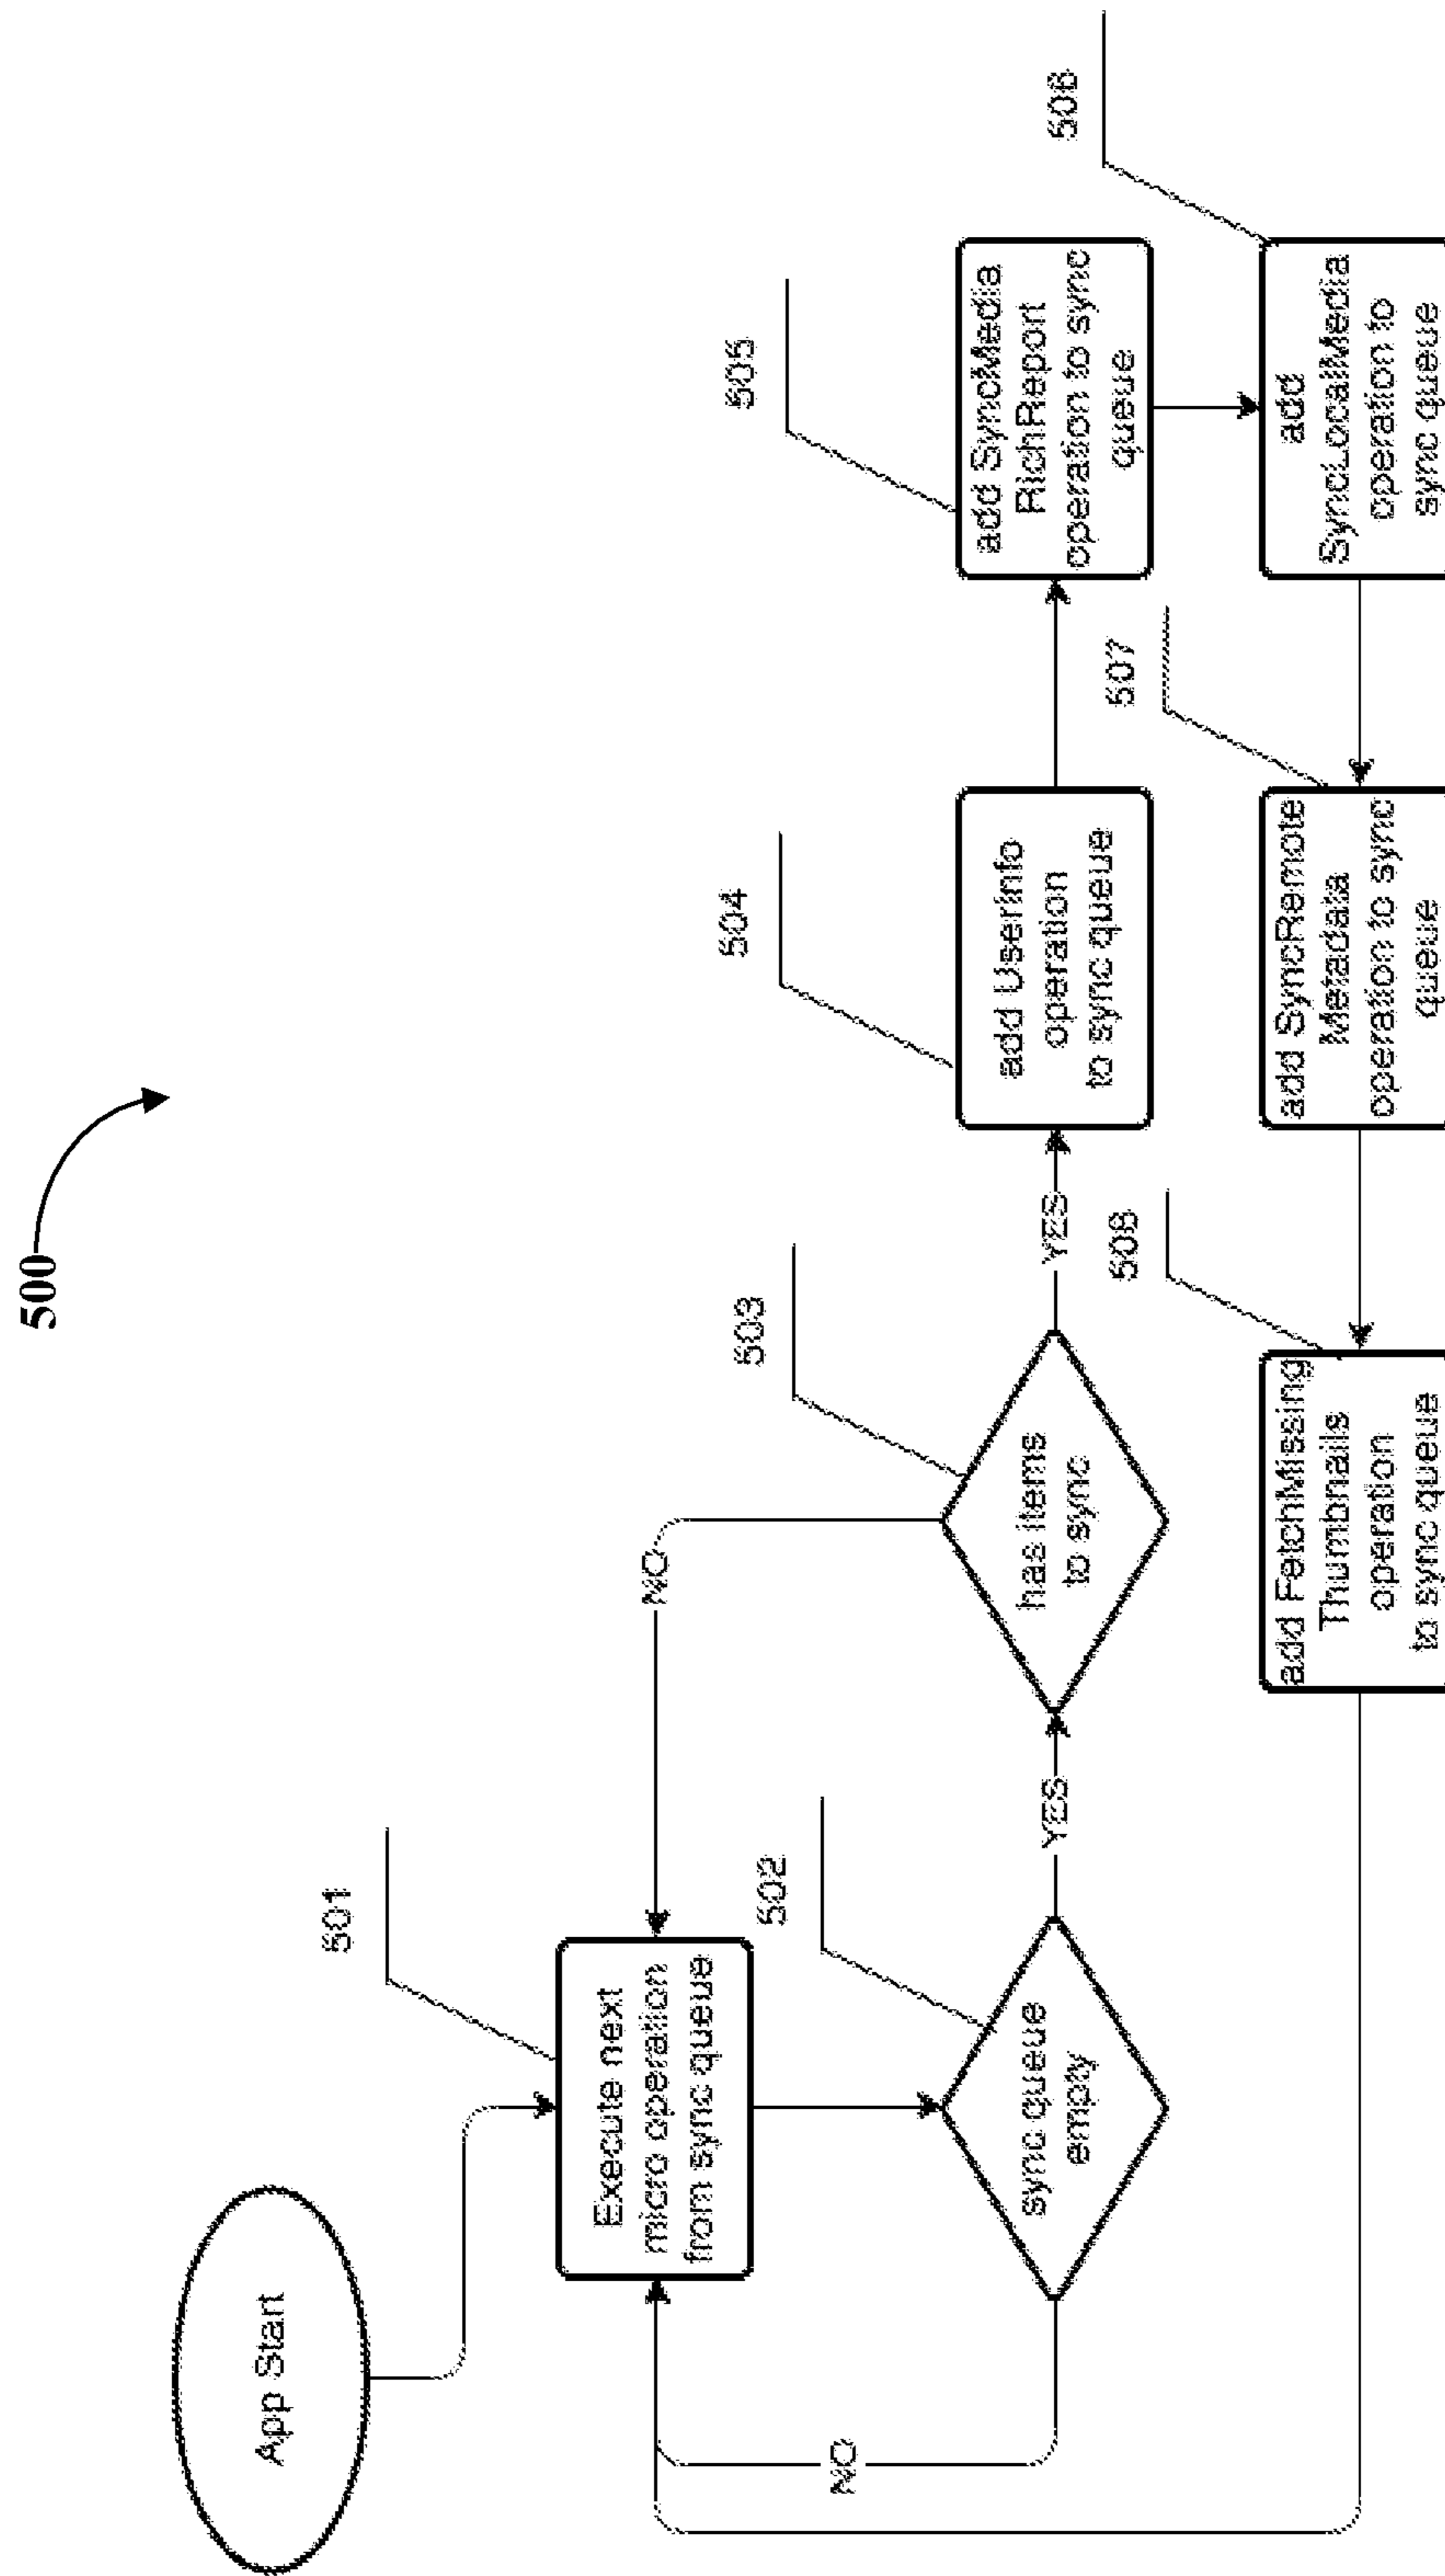 500
App Start
501
Execute next
micro operation
from sync queue
502
sync queue
empty
NO
YES
503
has items
to sync
NO
YES
504
add UserInfo
operation
to sync queue
505
add SyncMedia
RichReport
operation to sync
queue
506
add
SyncLocalMedia
operation to
sync queue
507
add SyncRemote
Metadata
operation to sync
queue
508
add FetchMissing
Thumbnails
operation
to sync queue